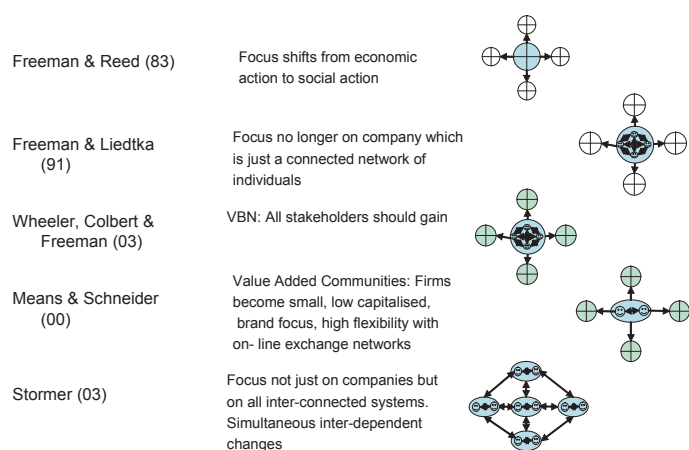 Freeman & Reed (83)
Focus shifts from economic
action to social action
Freeman & Liedtka
(91)
Focus no longer on company which
is just a connected network of
individuals
Wheeler, Colbert &
Freeman (03)
VBN: All stakeholders should gain
Means & Schneider
(00)
Value Added Communities: Firms
become small, low capitalised,
brand focus, high flexibility with
on- line exchange networks
Stormer (03)
Focus not just on companies but
on all inter-connected systems.
Simultaneous inter-dependent
changes